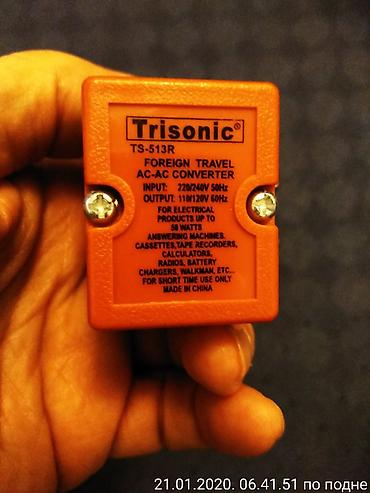 Trisonic®
TS-513R
FOREIGN TRAVEL
AC-AC CONVERTER
INPUT: 220/240V 50Hz
OUTPUT: 110/120V 60Hz
FOR ELECTRICAL
PRODUCTS UP TO
50 WATTS
ANSWERING MACHINES.
CASSETTES,TAPE RECORDERS,
CALCULATORS,
RADIOS, BATTERY
CHARGERS, WALKMAN, ETC...
FOR SHORT TIME USE ONLY
MADE IN CHINA
21.01.2020. 06.41.51 по подне